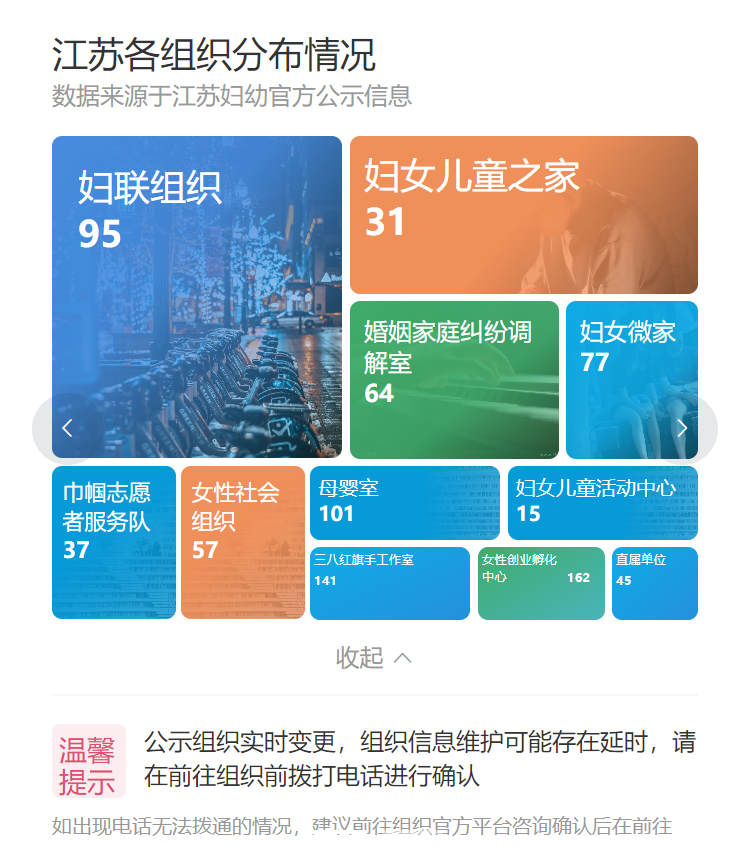 江苏各组织分布情况
数据来源于江苏妇幼官方公示信息
妇联组织
95
妇女儿童之家
31
婚姻家庭纠纷调
解室
64
妇女微家
77
巾帼志愿
者服务队
37
女性社会
组织
57
母婴室
101
妇女儿童活动中心
15
三八红旗手工作室
141
女性创业孵化
中心 162
直属单位
45
收起
温馨
提示
公示组织实时变更，组织信息维护可能存在延时，请
在前往组织前拨打电话进行确认
如出现电话无法拨通的情况，建议前往组织官方平台咨询确认后在前往